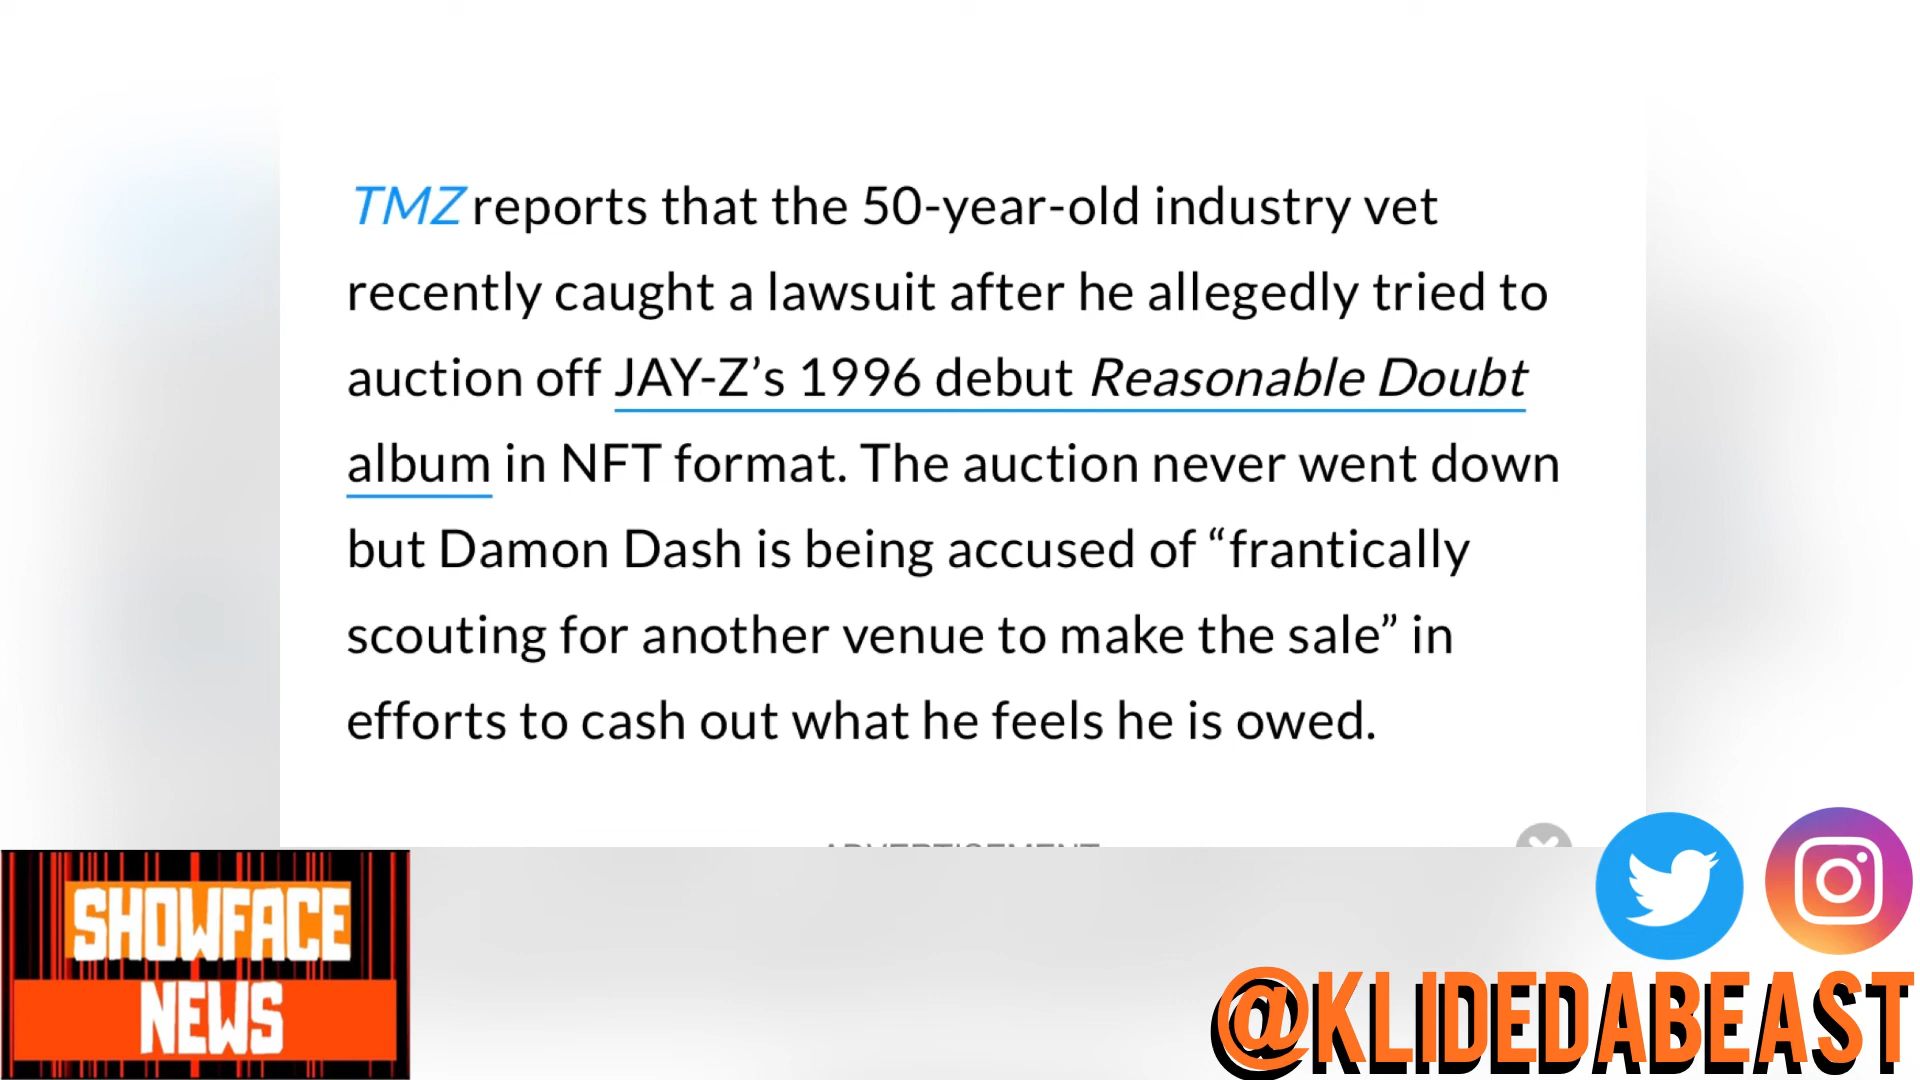 TMZ reports that the 50-year-old industry vet
recently caught a lawsuit after he allegedly tried to
auction off JAY-Z’s 1996 debut Reasonable Doubt
album in NFT format. The auction never went down
but Damon Dash is being accused of “frantically
scouting for another venue to make the sale” in
efforts to cash out what he feels he is owed.
ADVERTISEMENT
SHOWFACE
NEWS
@KLIDEDABEAST